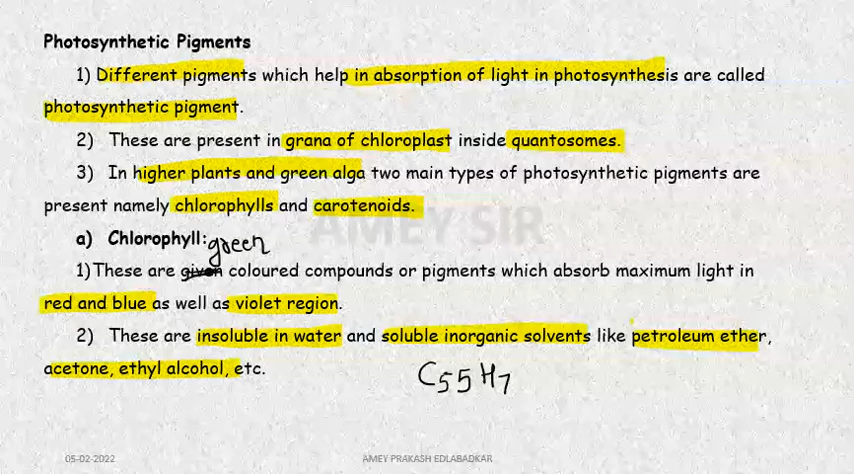 Photosynthetic Pigments
1) Different pigments which help in absorption of light in photosynthesis are called
photosynthetic pigment.
2) These are present in grana of chloroplast inside quantosomes.
3) In higher plants and green alga two main types of photosynthetic pigments are
present namely chlorophylls and carotenoids.
AMEY SIR
a) Chlorophyll:
green
1)These are given coloured compounds or pigments which absorb maximum light in
red and blue as well as violet region.
2) These are insoluble in water and soluble inorganic solvents like petroleum ether,
acetone, ethyl alcohol, etc.
C55H7
05-02-2022
AMEY PRAKASH EDLABADKAR